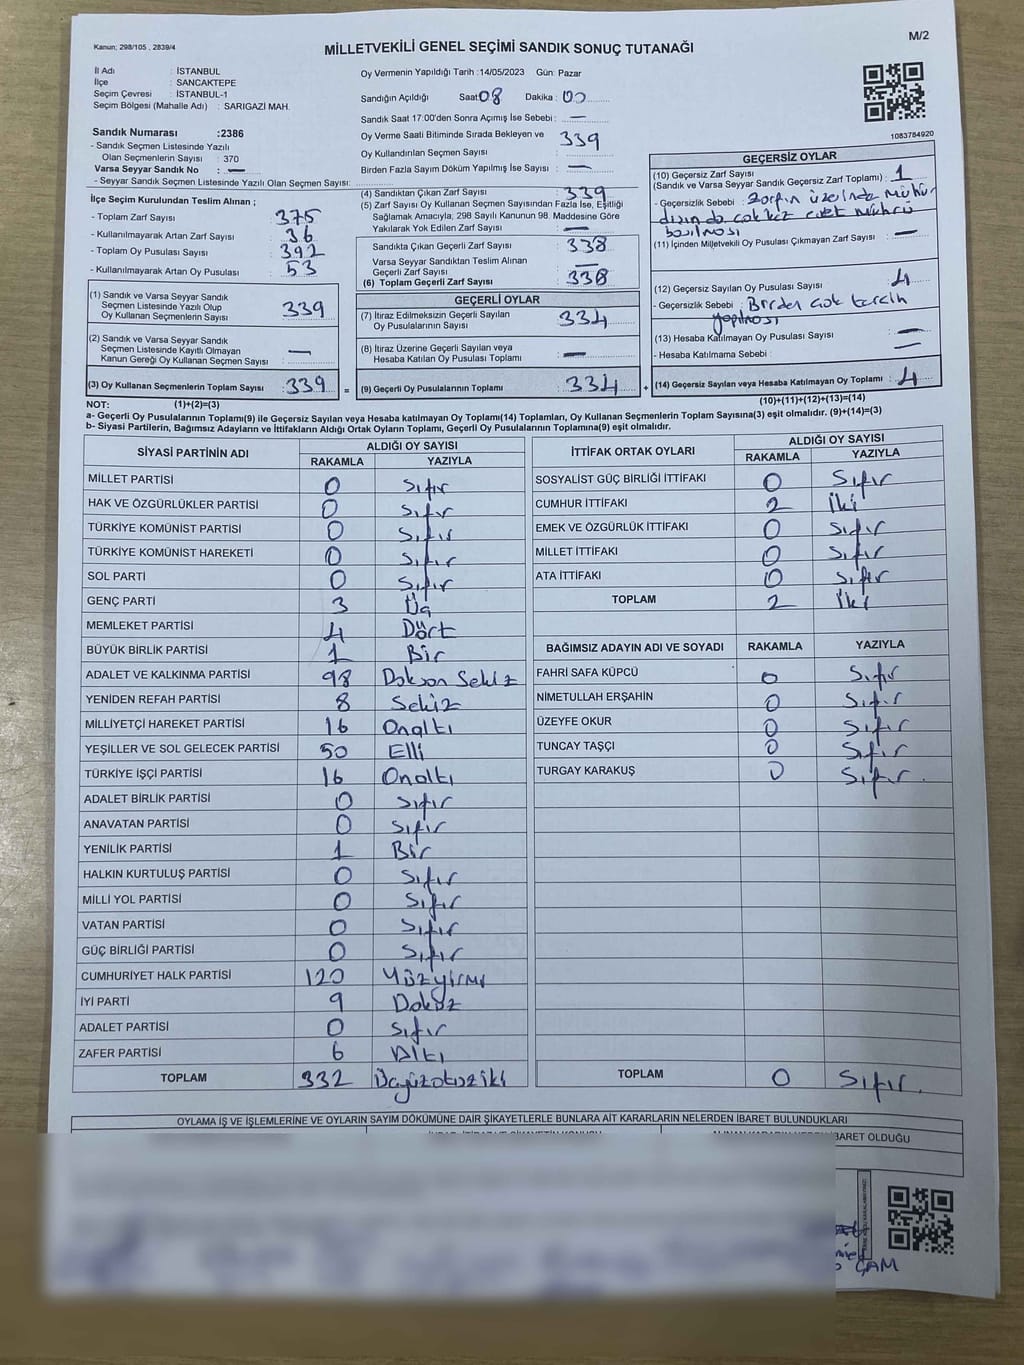 Kanun; 298/105 , 2839/4
MİLLETVEKİLİ GENEL SEÇİMİ SANDIK SONUÇ TUTANAĞI
M/2
İl Adı : İSTANBUL
İlçe : SANCAKTEPE
Seçim Çevresi : İSTANBUL-1
Seçim Bölgesi (Mahalle Adı) : SARIGAZİ MAH.
Sandık Numarası :2386
- Sandık Seçmen Listesinde Yazılı
Olan Seçmenlerin Sayısı : 370
Varsa Seyyar Sandık No : —
- Seyyar Sandık Seçmen Listesinde Yazılı Olan Seçmen Sayısı:
Oy Vermenin Yapıldığı Tarih :14/05/2023 Gün: Pazar
Sandığın Açıldığı Saat:08 Dakika : 00
Sandık Saat 17:00'den Sonra Açımış İse Sebebi : —
Oy Verme Saati Bitiminde Sırada Bekleyen ve
Oy Kullandırılan Seçmen Sayısı : 339
Birden Fazla Sayım Döküm Yapılmış İse Sayısı : —
1083784920
İlçe Seçim Kurulundan Teslim Alınan ;
- Toplam Zarf Sayısı : 375
- Kullanılmayarak Artan Zarf Sayısı : 36
- Toplam Oy Pusulası Sayısı : 392
- Kullanılmayarak Artan Oy Pusulası : 53
(4) Sandıktan Çıkan Zarf Sayısı : 339
(5) Zarf Sayısı Oy Kullanan Seçmen Sayısından Fazla İse, Eşitliği
Sağlamak Amacıyla, 298 Sayılı Kanunun 98. Maddesine Göre
Yakılarak Yok Edilen Zarf Sayısı : —
Sandıkta Çıkan Geçerli Zarf Sayısı : 338
Varsa Seyyar Sandıktan Teslim Alınan
Geçerli Zarf Sayısı : —
(6) Toplam Geçerli Zarf Sayısı : 338
GEÇERSİZ OYLAR
(10) Geçersiz Zarf Sayısı
(Sandık ve Varsa Seyyar Sandık Geçersiz Zarf Toplamı) : 1
- Geçersizlik Sebebi : Zarfın üzerinde mühür
dışında çok kez evet mührü
basılması
(11) İçinden Milletvekili Oy Pusulası Çıkmayan Zarf Sayısı : —
(12) Geçersiz Sayılan Oy Pusulası Sayısı : 4
- Geçersizlik Sebebi : Birden çok tercih
yapılması
(13) Hesaba Katılmayan Oy Pusulası Sayısı : —
- Hesaba Katılmama Sebebi : —
(14) Geçersiz Sayılan veya Hesaba Katılmayan Oy Toplamı : 4
(10)+(11)+(12)+(13)=(14)
(1) Sandık ve Varsa Seyyar Sandık
Seçmen Listesinde Yazılı Olup
Oy Kullanan Seçmenlerin Sayısı : 339
(2) Sandık ve Varsa Seyyar Sandık
Seçmen Listesinde Kayıtlı Olmayan
Kanun Gereği Oy Kullanan Seçmen Sayısı : —
(3) Oy Kullanan Seçmenlerin Toplam Sayısı : 339 =
(1)+(2)=(3)
GEÇERLİ OYLAR
(7) İtiraz Edilmeksizin Geçerli Sayılan
Oy Pusulalarının Sayısı : 334
(8) İtiraz Üzerine Geçerli Sayılan veya
Hesaba Katılan Oy Pusulası Toplamı : —
(9) Geçerli Oy Pusulalarının Toplamı : 334 +
NOT:
a- Geçerli Oy Pusulalarının Toplamı(9) ile Geçersiz Sayılan veya Hesaba katılmayan Oy Toplamı(14) Toplamları, Oy Kullanan Seçmenlerin Toplam Sayısına(3) eşit olmalıdır. (9)+(14)=(3)
b- Siyasi Partilerin, Bağımsız Adayların ve İttifakların Aldığı Ortak Oyların Toplamı, Geçerli Oy Pusulalarının Toplamına(9) eşit olmalıdır.
SİYASİ PARTİNİN ADI ALDIĞI OY SAYISI
RAKAMLA YAZIYLA
MİLLET PARTİSİ 0 Sıfır
HAK VE ÖZGÜRLÜKLER PARTİSİ 0 Sıfır
TÜRKİYE KOMÜNİST PARTİSİ 0 Sıfır
TÜRKİYE KOMÜNİST HAREKETİ 0 Sıfır
SOL PARTİ 0 Sıfır
GENÇ PARTİ 3 Üç
MEMLEKET PARTİSİ 4 Dört
BÜYÜK BİRLİK PARTİSİ 1 Bir
ADALET VE KALKINMA PARTİSİ 98 Doksan Sekiz
YENİDEN REFAH PARTİSİ 8 Sekiz
MİLLİYETÇİ HAREKET PARTİSİ 16 Onaltı
YEŞİLLER VE SOL GELECEK PARTİSİ 50 Elli
TÜRKİYE İŞÇİ PARTİSİ 16 Onaltı
ADALET BİRLİK PARTİSİ 0 Sıfır
ANAVATAN PARTİSİ 0 Sıfır
YENİLİK PARTİSİ 1 Bir
HALKIN KURTULUŞ PARTİSİ 0 Sıfır
MİLLİ YOL PARTİSİ 0 Sıfır
VATAN PARTİSİ 0 Sıfır
GÜÇ BİRLİĞİ PARTİSİ 0 Sıfır
CUMHURİYET HALK PARTİSİ 120 Yüzyirmi
İYİ PARTİ 9 Dokuz
ADALET PARTİSİ 0 Sıfır
ZAFER PARTİSİ 6 Altı
TOPLAM 332 Üçyüzotuziki
İTTİFAK ORTAK OYLARI ALDIĞI OY SAYISI
RAKAMLA YAZIYLA
SOSYALİST GÜÇ BİRLİĞİ İTTİFAKI 0 Sıfır
CUMHUR İTTİFAKI 2 İki
EMEK VE ÖZGÜRLÜK İTTİFAKI 0 Sıfır
MİLLET İTTİFAKI 0 Sıfır
ATA İTTİFAKI 0 Sıfır
TOPLAM 2 İki
BAĞIMSIZ ADAYIN ADI VE SOYADI RAKAMLA YAZIYLA
FAHRİ SAFA KÜPCÜ 0 Sıfır
NİMETULLAH ERŞAHİN 0 Sıfır
ÜZEYFE OKUR 0 Sıfır
TUNCAY TAŞÇI 0 Sıfır
TURGAY KARAKUŞ 0 Sıfır
TOPLAM 0 Sıfır
OYLAMA İŞ VE İŞLEMLERİNE VE OYLARIN SAYIM DÖKÜMÜNE DAİR ŞİKAYETLERLE BUNLARA AİT KARARLARIN NELERDEN İBARET BULUNDUKLARI
İBARET OLDUĞU
ÇAM